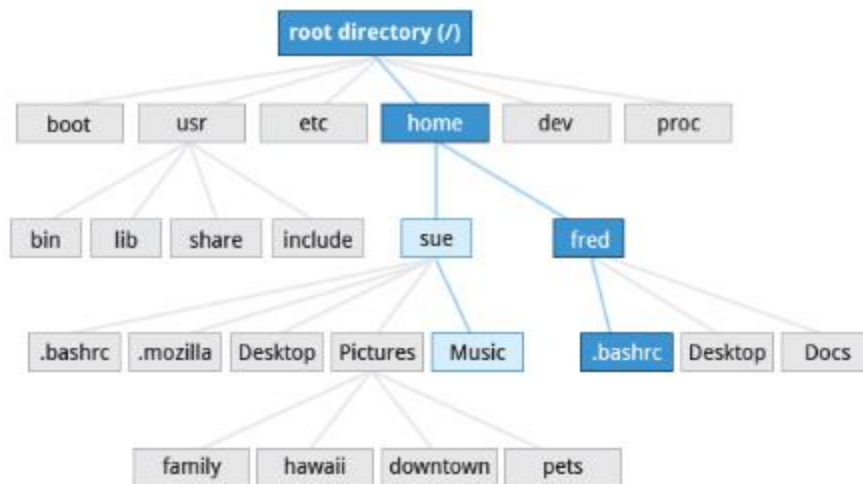 root directory (/)
boot usr etc home dev proc
bin lib share include sue fred
.bashrc .mozilla Desktop Pictures Music .bashrc Desktop Docs
family hawaii downtown pets